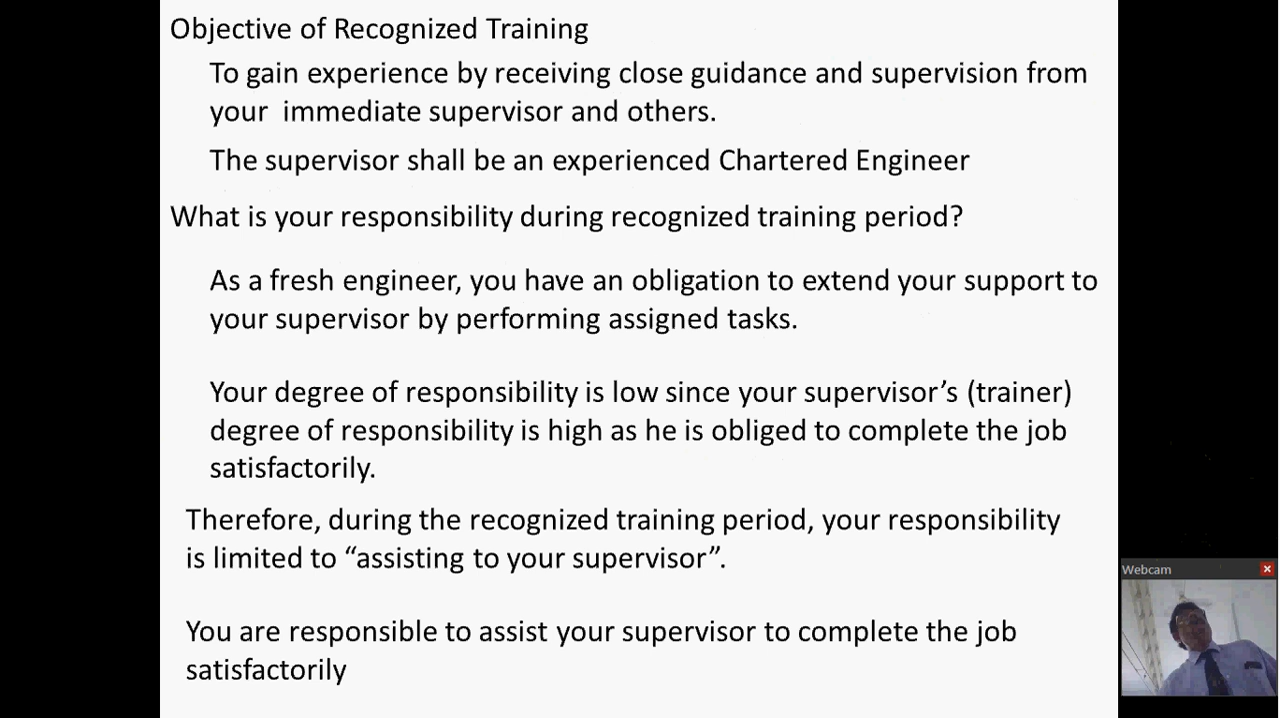 Objective of Recognized Training
To gain experience by receiving close guidance and supervision from
your immediate supervisor and others.
The supervisor shall be an experienced Chartered Engineer
What is your responsibility during recognized training period?
As a fresh engineer, you have an obligation to extend your support to
your supervisor by performing assigned tasks.
Your degree of responsibility is low since your supervisor’s (trainer)
degree of responsibility is high as he is obliged to complete the job
satisfactorily.
Therefore, during the recognized training period, your responsibility
is limited to “assisting to your supervisor”.
You are responsible to assist your supervisor to complete the job
satisfactorily
Webcam